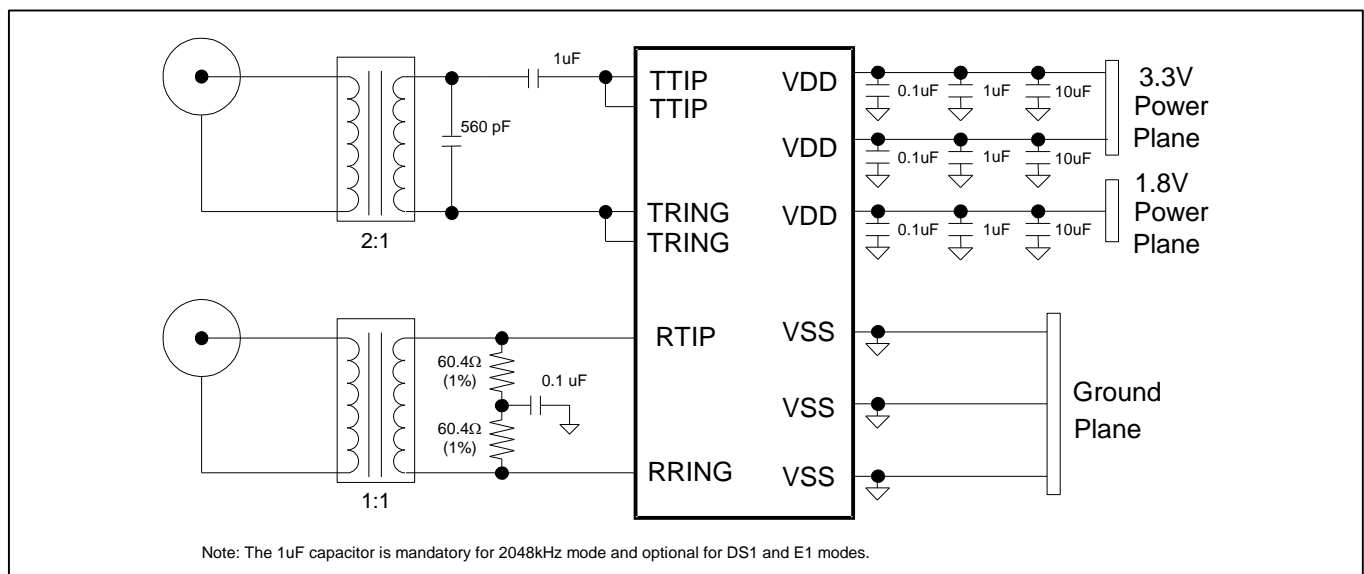 1uF
TTIP
TTIP
560 pF
TRING
TRING
2:1
RTIP
60.4Ω
(1%)
0.1 uF
60.4Ω
(1%)
RRING
1:1
VDD
0.1uF
1uF
10uF
3.3V
Power
Plane
VDD
0.1uF
1uF
10uF
VDD
0.1uF
1uF
10uF
1.8V
Power
Plane
VSS
VSS
VSS
Ground
Plane
Note: The 1uF capacitor is mandatory for 2048kHz mode and optional for DS1 and E1 modes.